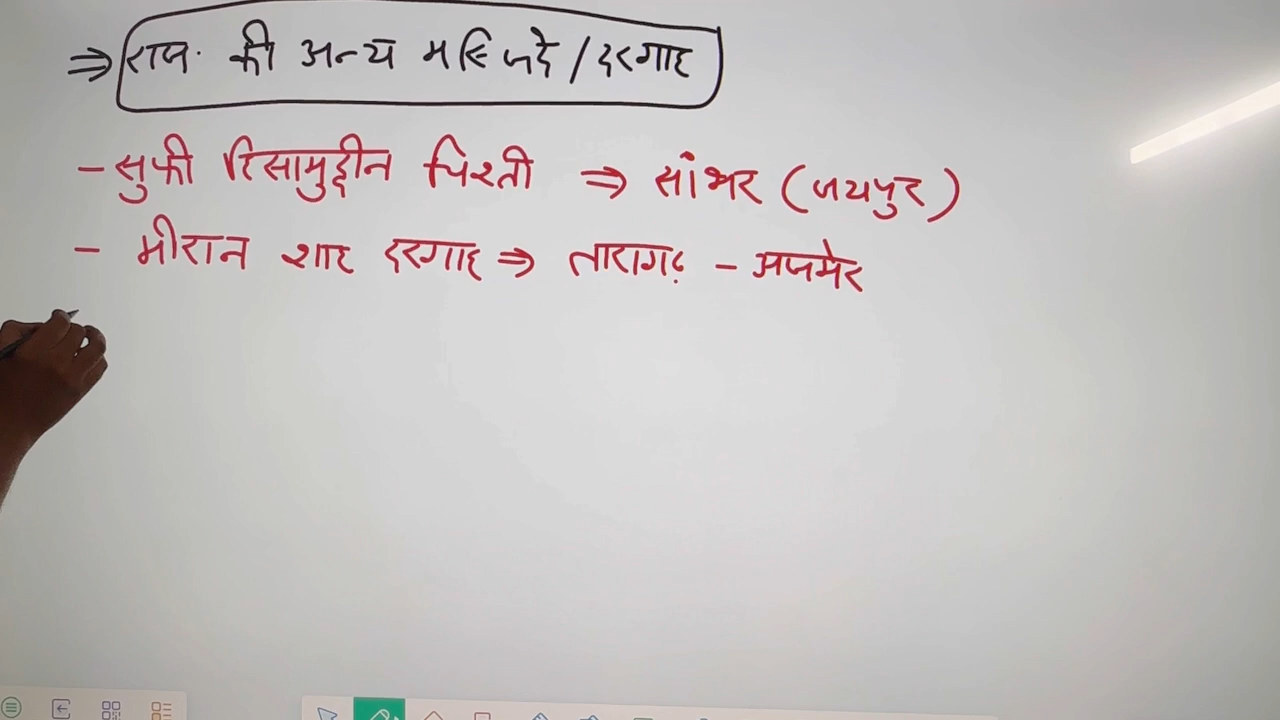 ⇒ राज. की अन्य मस्जिदे / दरगाह
- सुफी हिसामुद्दीन चिश्ती ⇒ सांभर (जयपुर)
- मीरान शाह दरगाह ⇒ तारागढ़ - अजमेर